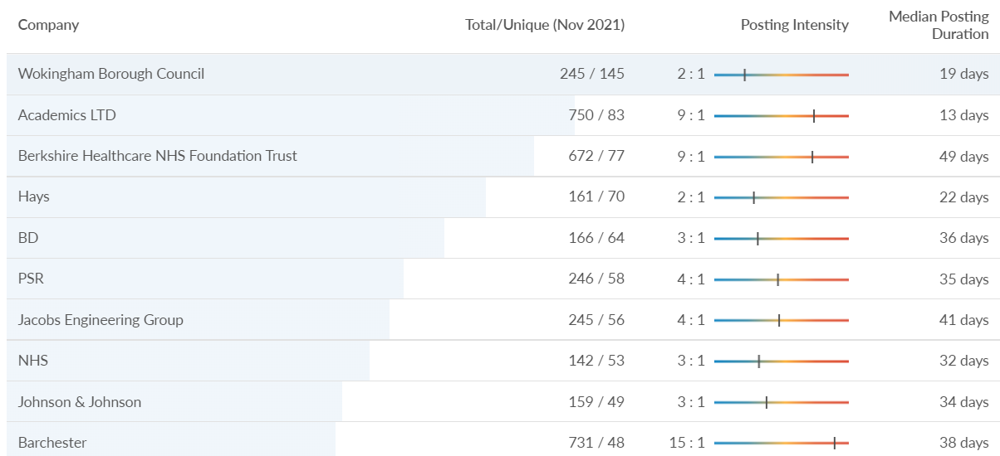 Company Total/Unique (Nov 2021) Posting Intensity Median Posting Duration
Wokingham Borough Council 245 / 145 2 : 1 19 days
Academics LTD 750 / 83 9 : 1 13 days
Berkshire Healthcare NHS Foundation Trust 672 / 77 9 : 1 49 days
Hays 161 / 70 2 : 1 22 days
BD 166 / 64 3 : 1 36 days
PSR 246 / 58 4 : 1 35 days
Jacobs Engineering Group 245 / 56 4 : 1 41 days
NHS 142 / 53 3 : 1 32 days
Johnson & Johnson 159 / 49 3 : 1 34 days
Barchester 731 / 48 15 : 1 38 days